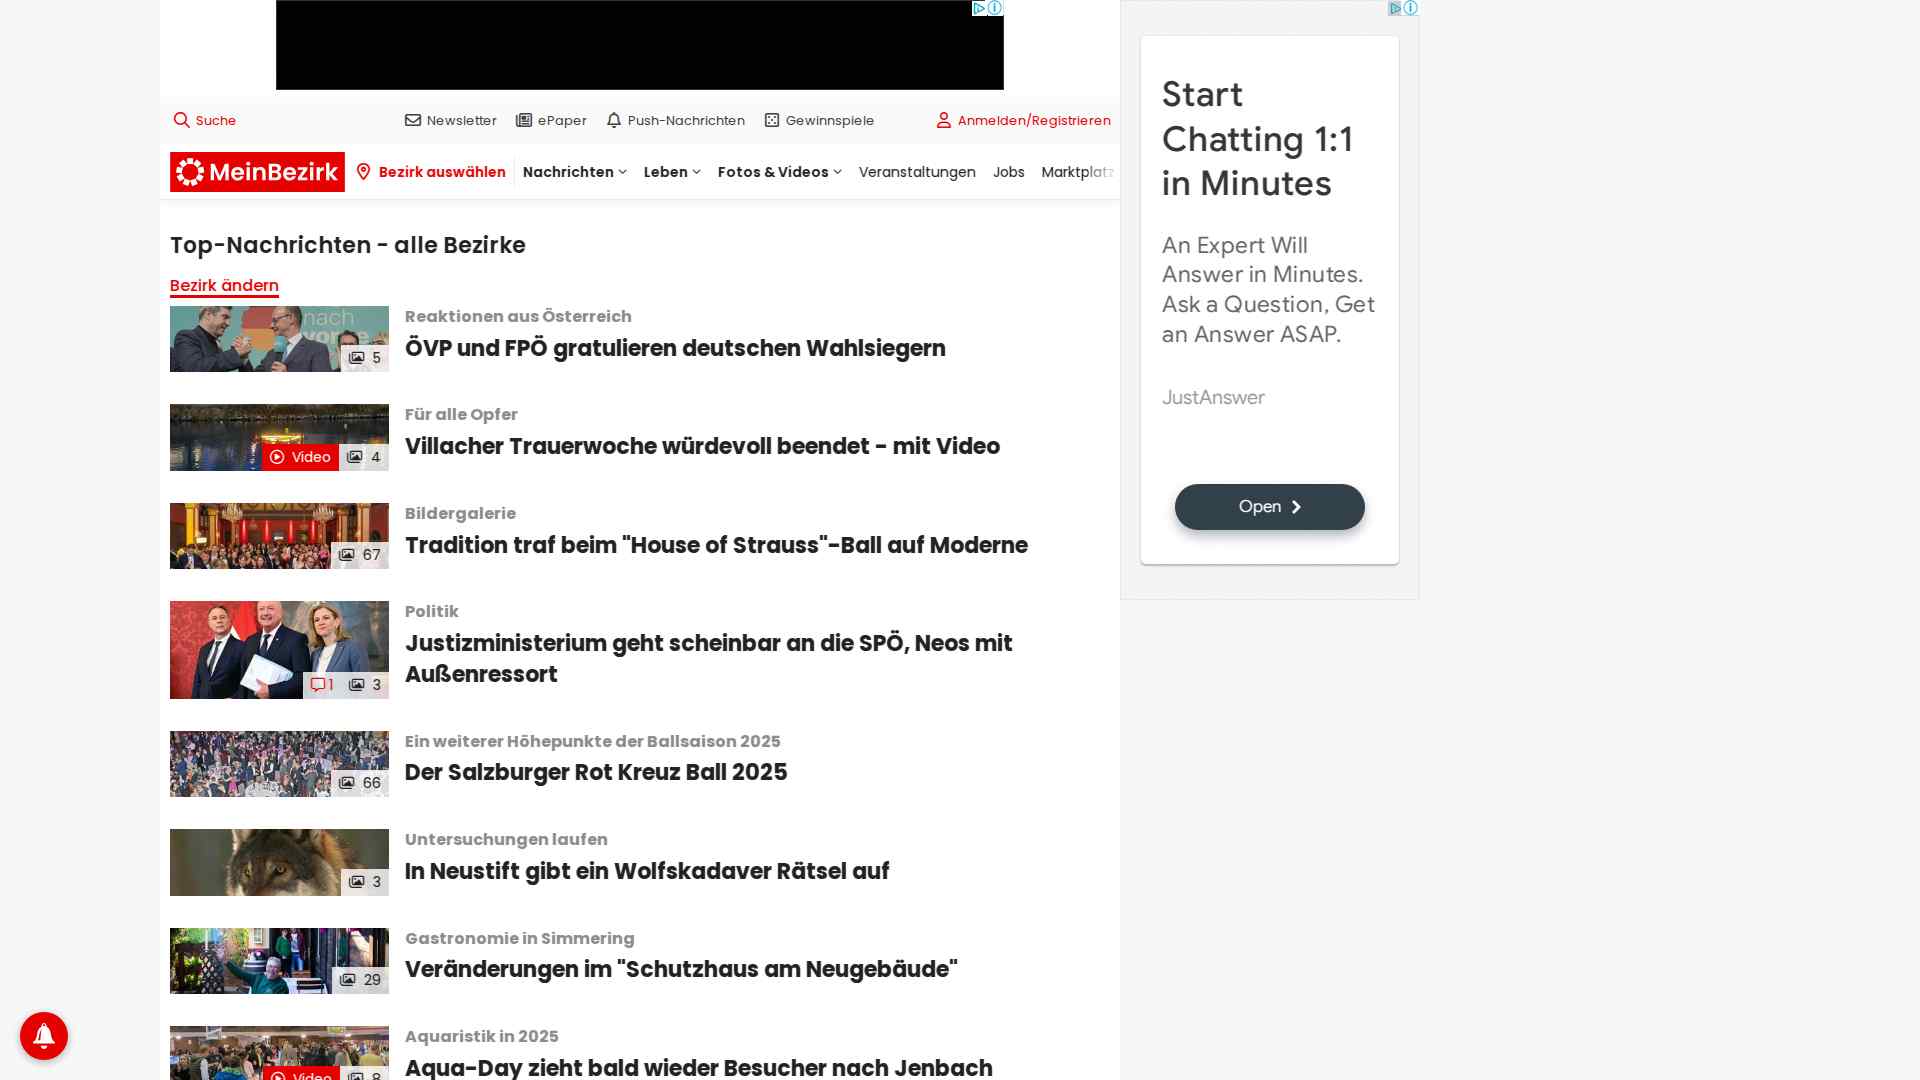 Suche
Newsletter
ePaper
Push-Nachrichten
Gewinnspiele
Anmelden/Registrieren
MeinBezirk
Bezirk auswählen
Nachrichten
Leben
Fotos & Videos
Veranstaltungen
Jobs
Marktplatz
Top-Nachrichten - alle Bezirke
Bezirk ändern
nach
5
Reaktionen aus Österreich
ÖVP und FPÖ gratulieren deutschen Wahlsiegern
Video
4
Für alle Opfer
Villacher Trauerwoche würdevoll beendet - mit Video
67
Bildergalerie
Tradition traf beim "House of Strauss"-Ball auf Moderne
1
3
Politik
Justizministerium geht scheinbar an die SPÖ, Neos mit
Außenressort
66
Ein weiterer Höhepunkte der Ballsaison 2025
Der Salzburger Rot Kreuz Ball 2025
3
Untersuchungen laufen
In Neustift gibt ein Wolfskadaver Rätsel auf
29
Gastronomie in Simmering
Veränderungen im "Schutzhaus am Neugebäude"
Video
8
Aquaristik in 2025
Aqua-Day zieht bald wieder Besucher nach Jenbach
Start
Chatting 1:1
in Minutes
An Expert Will
Answer in Minutes.
Ask a Question, Get
an Answer ASAP.
JustAnswer
Open